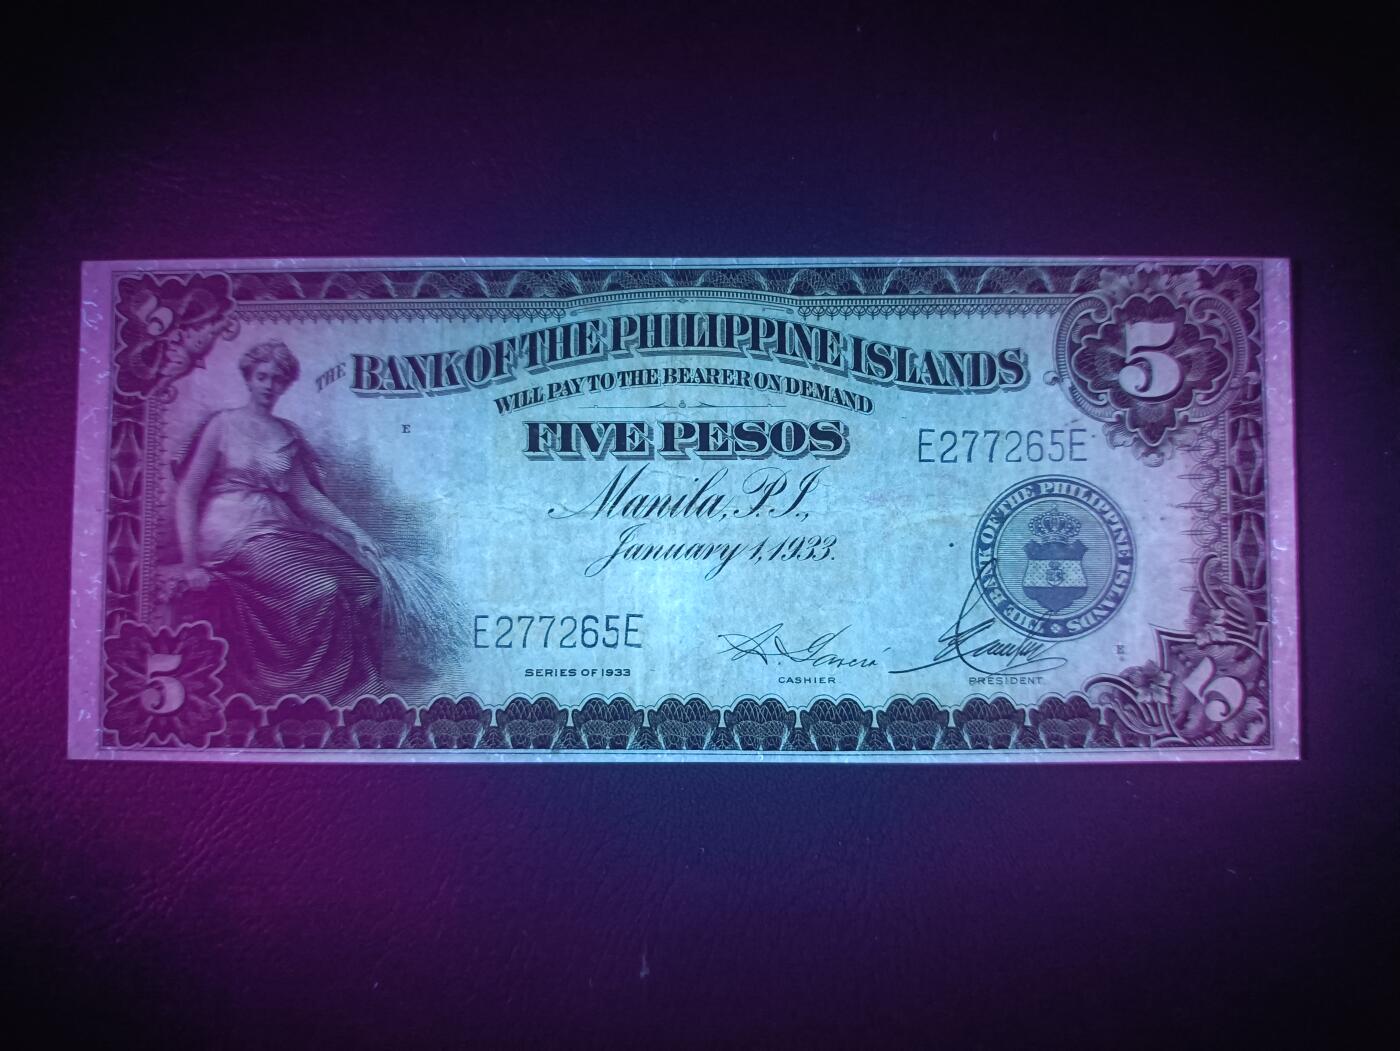 5
5
THE BANK OF THE PHILIPPINE ISLANDS
WILL PAY TO THE BEARER ON DEMAND
FIVE PESOS
E
E277265E
Manila, P.I.,
January 1, 1933.
THE BANK OF THE PHILIPPINE ISLANDS
E277265E
SERIES OF 1933
A. Garcia
CASHIER
PRESIDENT
E
5
5